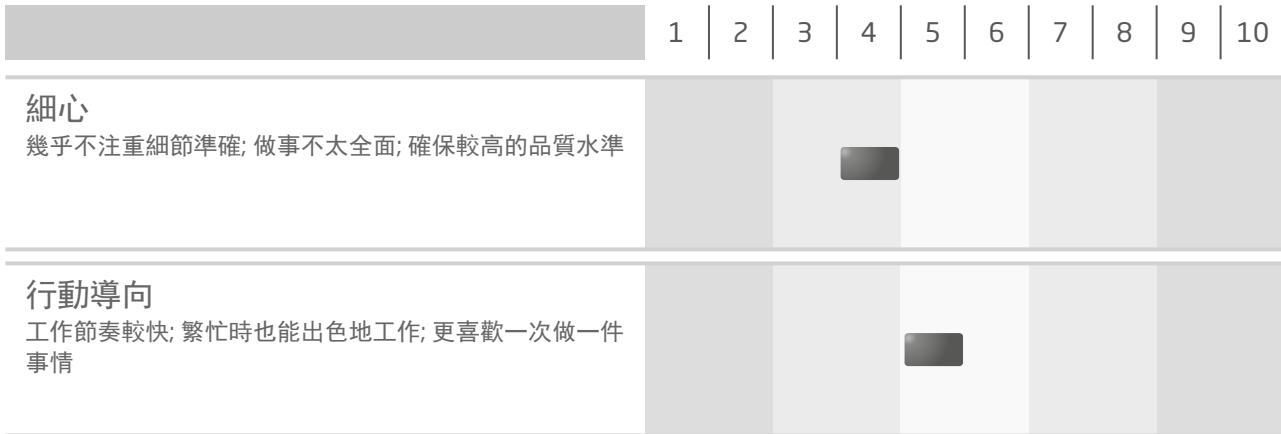 1 2 3 4 5 6 7 8 9 10
細心
幾乎不注重細節準確; 做事不太全面; 確保較高的品質水準
行動導向
工作節奏較快; 繁忙時也能出色地工作; 更喜歡一次做一件
事情